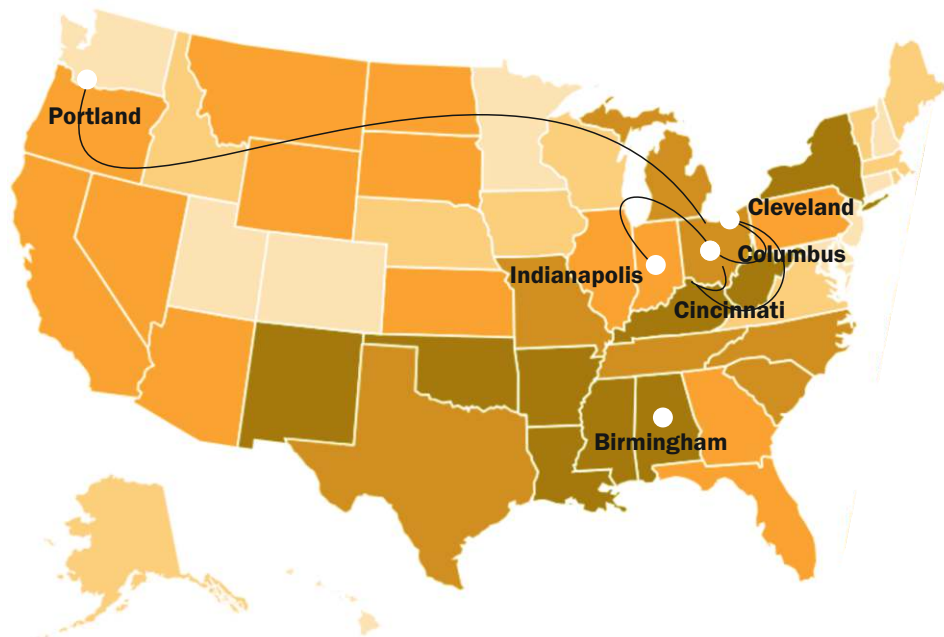 Portland
Cleveland
Columbus
Indianapolis
Cincinnati
Birmingham